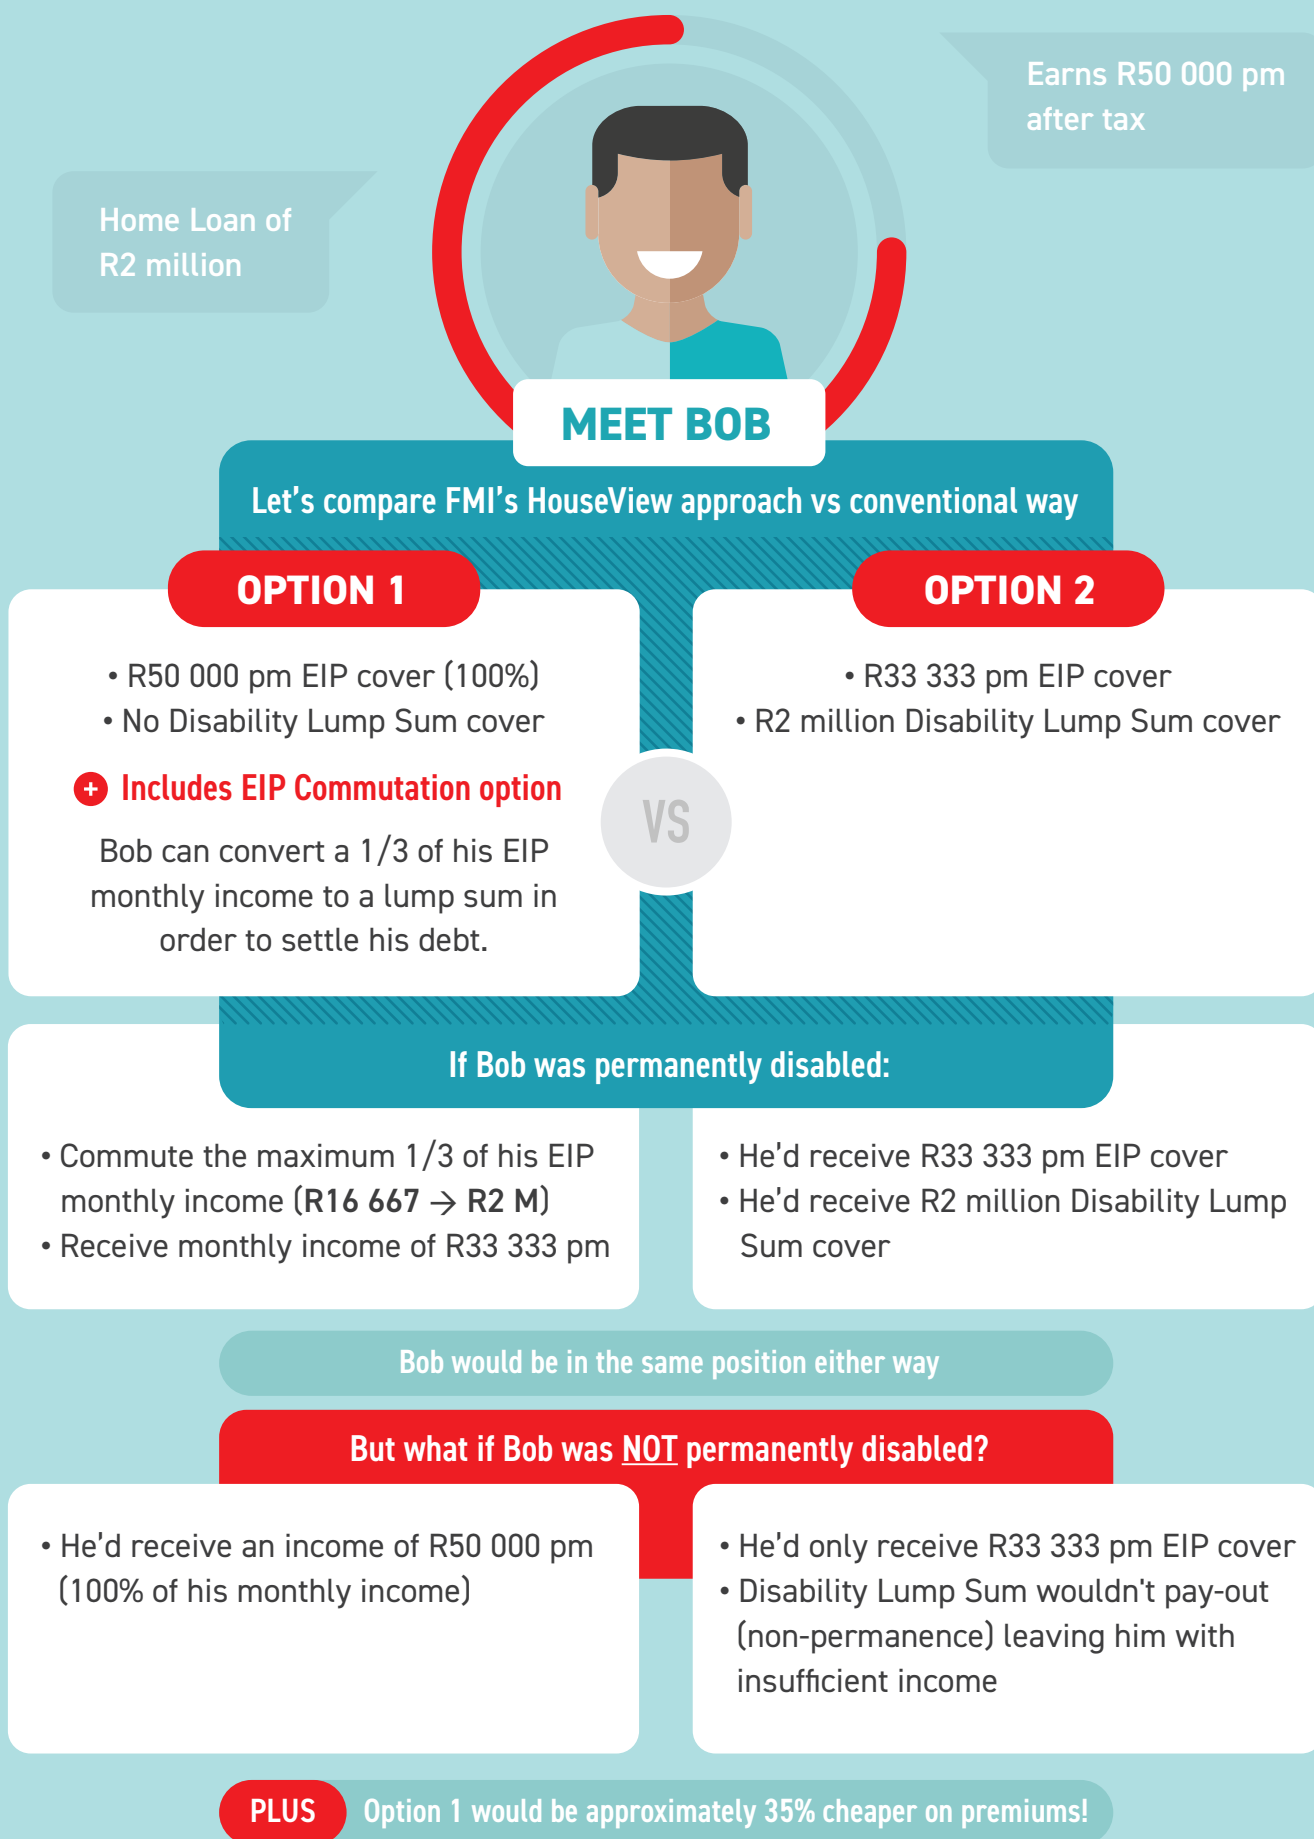 Earns R50 000 pm
after tax
Home Loan of
R2 million
MEET BOB
Let's compare FMI's HouseView approach vs conventional way
OPTION 1
• R50 000 pm EIP cover (100%)
• No Disability Lump Sum cover
+ Includes EIP Commutation option
Bob can convert a 1/3 of his EIP
monthly income to a lump sum in
order to settle his debt.
VS
OPTION 2
• R33 333 pm EIP cover
• R2 million Disability Lump Sum cover
If Bob was permanently disabled:
• Commute the maximum 1/3 of his EIP
monthly income (R16 667 → R2 M)
• Receive monthly income of R33 333 pm
• He'd receive R33 333 pm EIP cover
• He'd receive R2 million Disability Lump
Sum cover
Bob would be in the same position either way
But what if Bob was NOT permanently disabled?
• He'd receive an income of R50 000 pm
(100% of his monthly income)
• He'd only receive R33 333 pm EIP cover
• Disability Lump Sum wouldn't pay-out
(non-permanence) leaving him with
insufficient income
PLUS Option 1 would be approximately 35% cheaper on premiums!